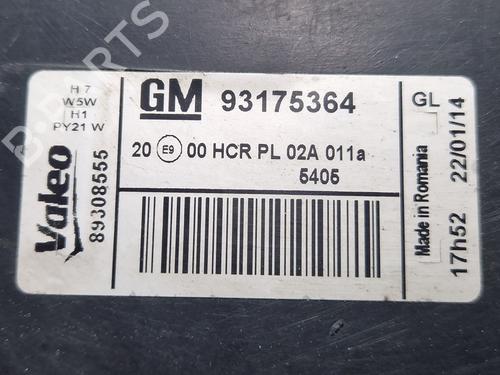 H7
W5W
H1
PY21 W
Valeo
89308555
GM 93175364
20 E9 00 HCR PL 02A 011a
5405
GL
Made in Romania
17h52 22/01/14
B-PARTS